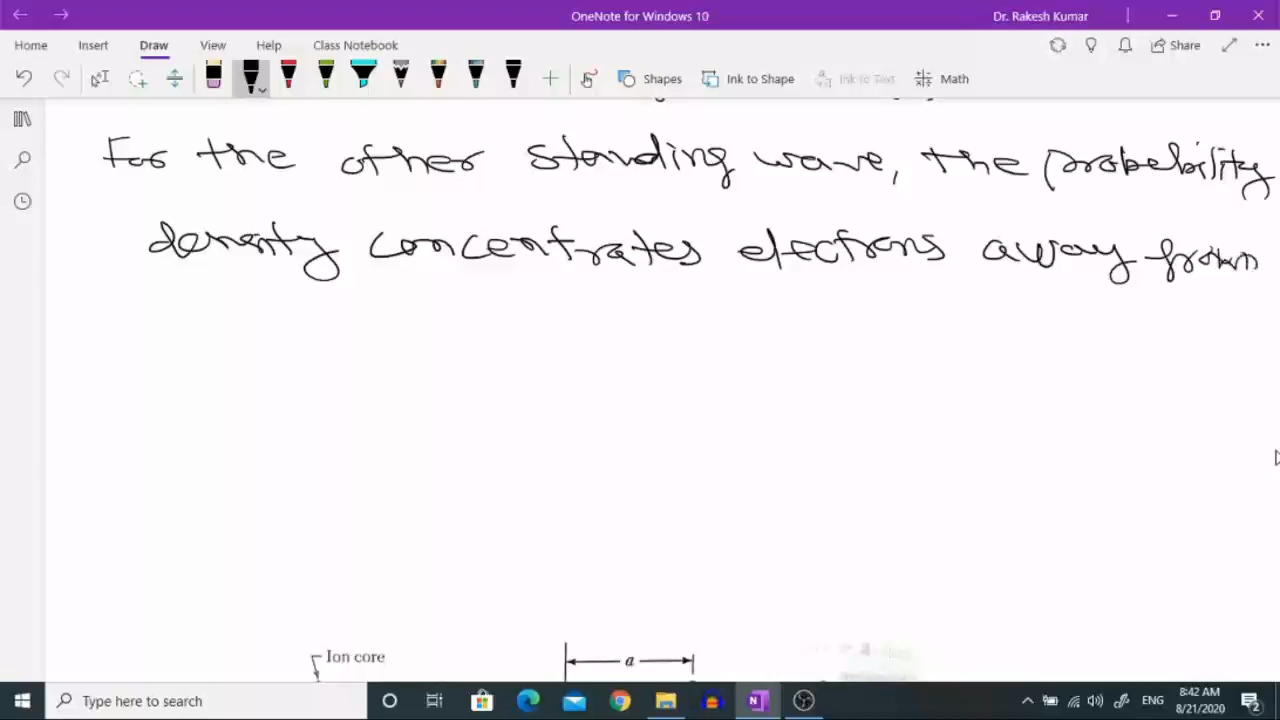 OneNote for Windows 10
Dr. Rakesh Kumar
Home Insert Draw View Help Class Notebook Share
Shapes Ink to Shape Ink to Text Math
For the other standing wave, the probebility
density concentrates electrons away from
Ion core
a
Type here to search
ENG
8:42 AM
8/21/2020
2